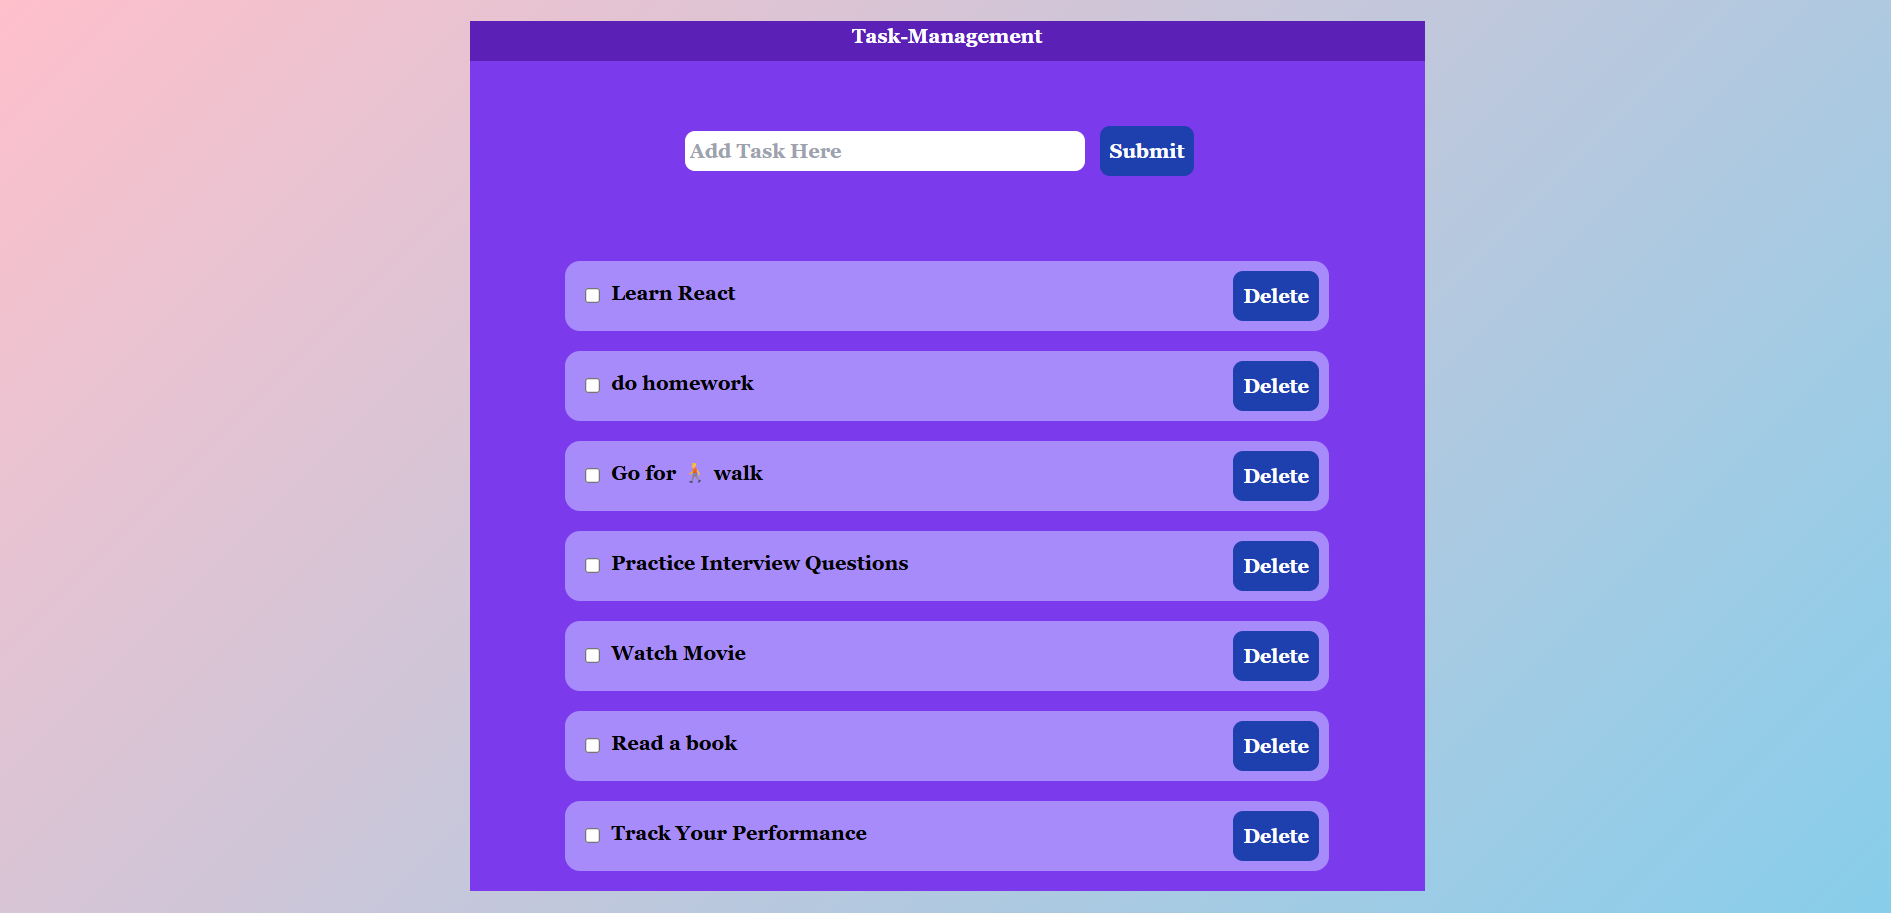 Task-Management
Add Task Here Submit
Learn React Delete
do homework Delete
Go for 🚶 walk Delete
Practice Interview Questions Delete
Watch Movie Delete
Read a book Delete
Track Your Performance Delete